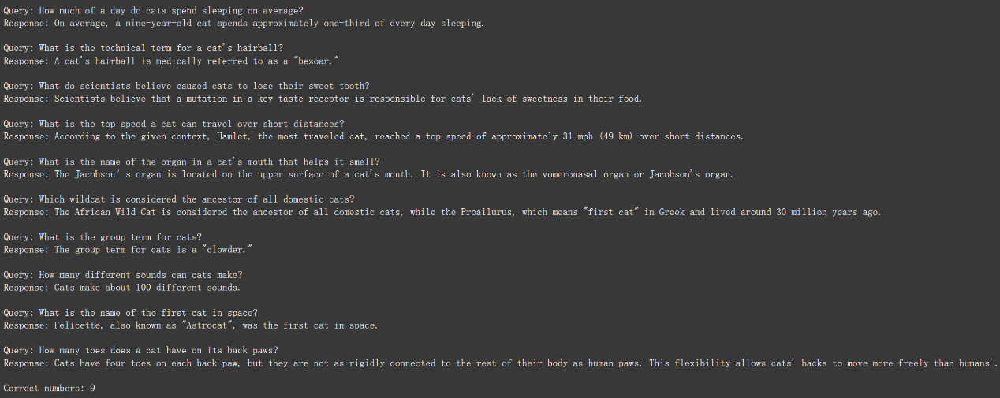 Query: How much of a day do cats spend sleeping on average?
Response: On average, a nine-year-old cat spends approximately one-third of every day sleeping.
Query: What is the technical term for a cat's hairball?
Response: A cat's hairball is medically referred to as a "bezoar."
Query: What do scientists believe caused cats to lose their sweet tooth?
Response: Scientists believe that a mutation in a key taste receptor is responsible for cats' lack of sweetness in their food.
Query: What is the top speed a cat can travel over short distances?
Response: According to the given context, Hamlet, the most traveled cat, reached a top speed of approximately 31 mph (49 km) over short distances.
Query: What is the name of the organ in a cat's mouth that helps it smell?
Response: The Jacobson’s organ is located on the upper surface of a cat's mouth. It is also known as the vomeronasal organ or Jacobson's organ.
Query: Which wildcat is considered the ancestor of all domestic cats?
Response: The African Wild Cat is considered the ancestor of all domestic cats, while the Proailurus, which means "first cat" in Greek and lived around 30 million years ago.
Query: What is the group term for cats?
Response: The group term for cats is a "clowder."
Query: How many different sounds can cats make?
Response: Cats make about 100 different sounds.
Query: What is the name of the first cat in space?
Response: Felicette, also known as "Astrocat", was the first cat in space.
Query: How many toes does a cat have on its back paws?
Response: Cats have four toes on each back paw, but they are not as rigidly connected to the rest of their body as human paws. This flexibility allows cats' backs to move more freely than humans'.
Correct numbers: 9